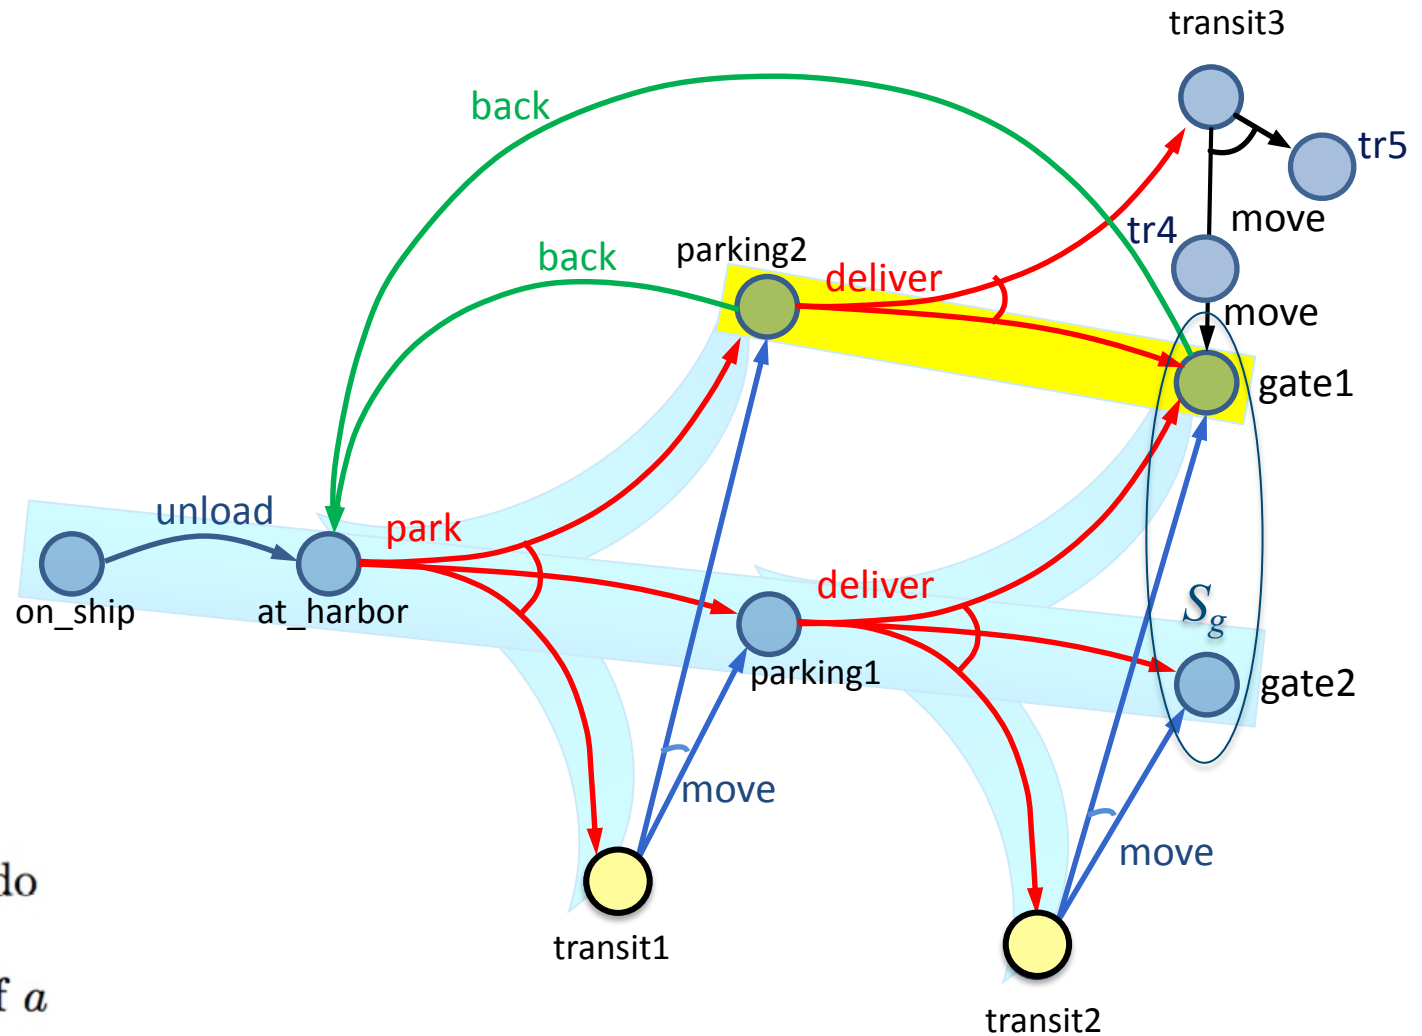 transit3
back
tr5
move
tr4
parking2
back
deliver
move
gate1
unload
park
on_ship
at_harbor
deliver
S_g
parking1
gate2
move
move
do
transit1
f a
transit2